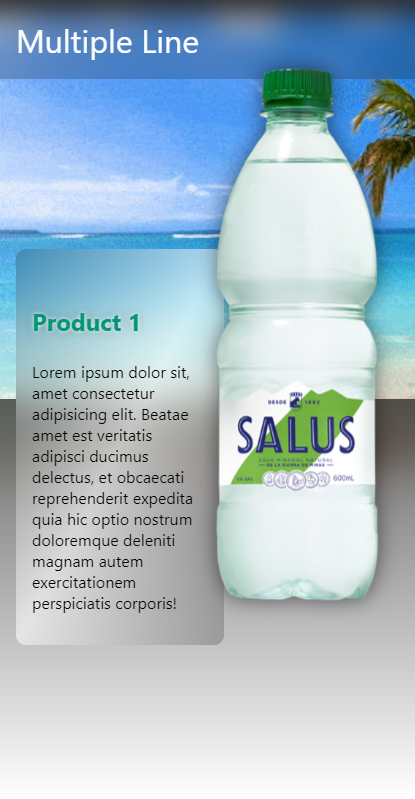 Multiple Line
Product 1
Lorem ipsum dolor sit,
amet consectetur
adipisicing elit. Beatae
amet est veritatis
adipisci ducimus
delectus, et obcaecati
reprehenderit expedita
quia hic optio nostrum
doloremque deleniti
magnam autem
exercitationem
perspiciatis corporis!
DESDE 1892
SALUS
AGUA MINERAL NATURAL
DE LA SIERRA DE MINAS
SIN GAS 600mL